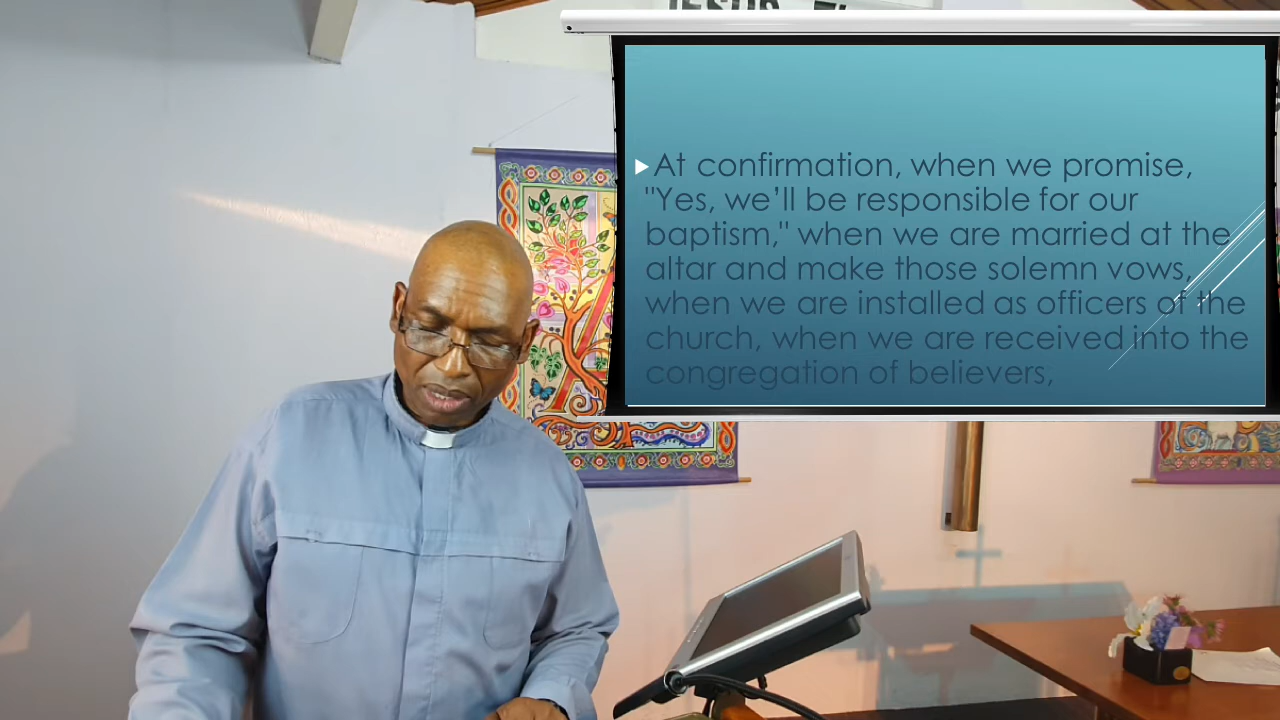 JESUS
At confirmation, when we promise,
"Yes, we'll be responsible for our
baptism," when we are married at the
altar and make those solemn vows,
when we are installed as officers of the
church, when we are received into the
congregation of believers;